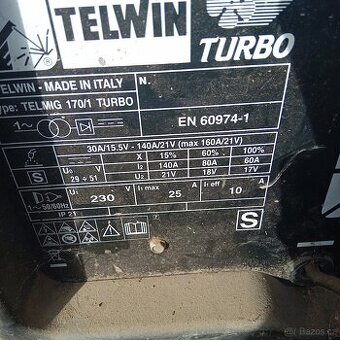 TELWIN
TURBO
TELWIN - MADE IN ITALY
N.
Type: TELMIG 170/1 TURBO
1~
EN 60974-1
30A/15.5V - 140A/21V (max 160A/21V)
X 15% 60% 100%
S U₀ V 29 ÷ 51
I₂ 140A 80A 60A
U₂ 21V 18V 17V
1~50/60Hz
U₁ V 230
I₁ max A 25
I₁ eff A 10
IP 21
S